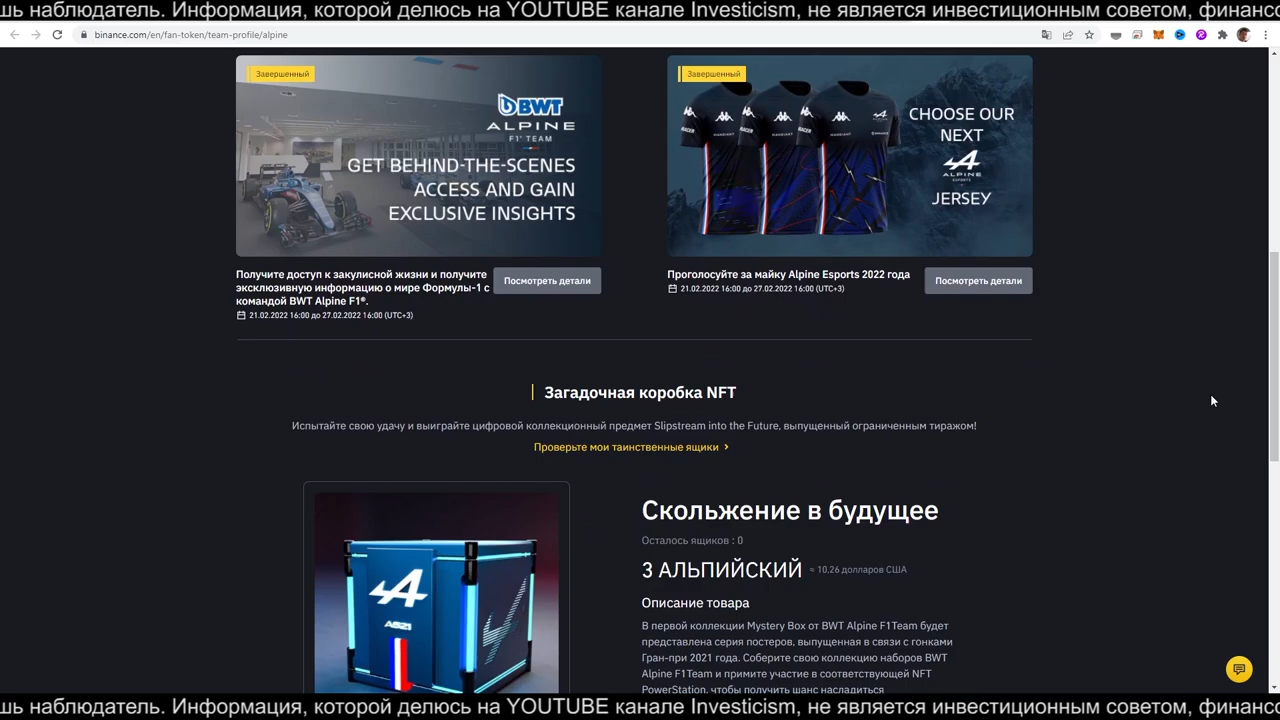 шь наблюдатель. Информация, которой делюсь на YOUTUBE канале Investicism, не является инвестиционным советом, финансо
binance.com/en/fan-token/team-profile/alpine
Завершенный
BWT
ALPINE
F1® TEAM
GET BEHIND-THE-SCENES
ACCESS AND GAIN
EXCLUSIVE INSIGHTS
Завершенный
CHOOSE OUR
NEXT
ALPINE
ESPORTS
JERSEY
Получите доступ к закулисной жизни и получите
эксклюзивную информацию о мире Формулы-1 с
командой BWT Alpine F1®.
21.02.2022 16:00 до 27.02.2022 16:00 (UTC+3)
Посмотреть детали
Проголосуйте за майку Alpine Esports 2022 года
21.02.2022 16:00 до 27.02.2022 16:00 (UTC+3)
Посмотреть детали
Загадочная коробка NFT
Испытайте свою удачу и выиграйте цифровой коллекционный предмет Slipstream into the Future, выпущенный ограниченным тиражом!
Проверьте мои таинственные ящики
A521
Скольжение в будущее
Осталось ящиков : 0
3 АЛЬПИЙСКИЙ ≈ 10,26 долларов США
Описание товара
В первой коллекции Mystery Box от BWT Alpine F1Team будет
представлена серия постеров, выпущенная в связи с гонками
Гран-при 2021 года. Соберите свою коллекцию наборов BWT
Alpine F1Team и примите участие в соответствующей NFT
PowerStation, чтобы получить шанс насладиться
шь наблюдатель. Информация, которой делюсь на YOUTUBE канале Investicism, не является инвестиционным советом, финансо